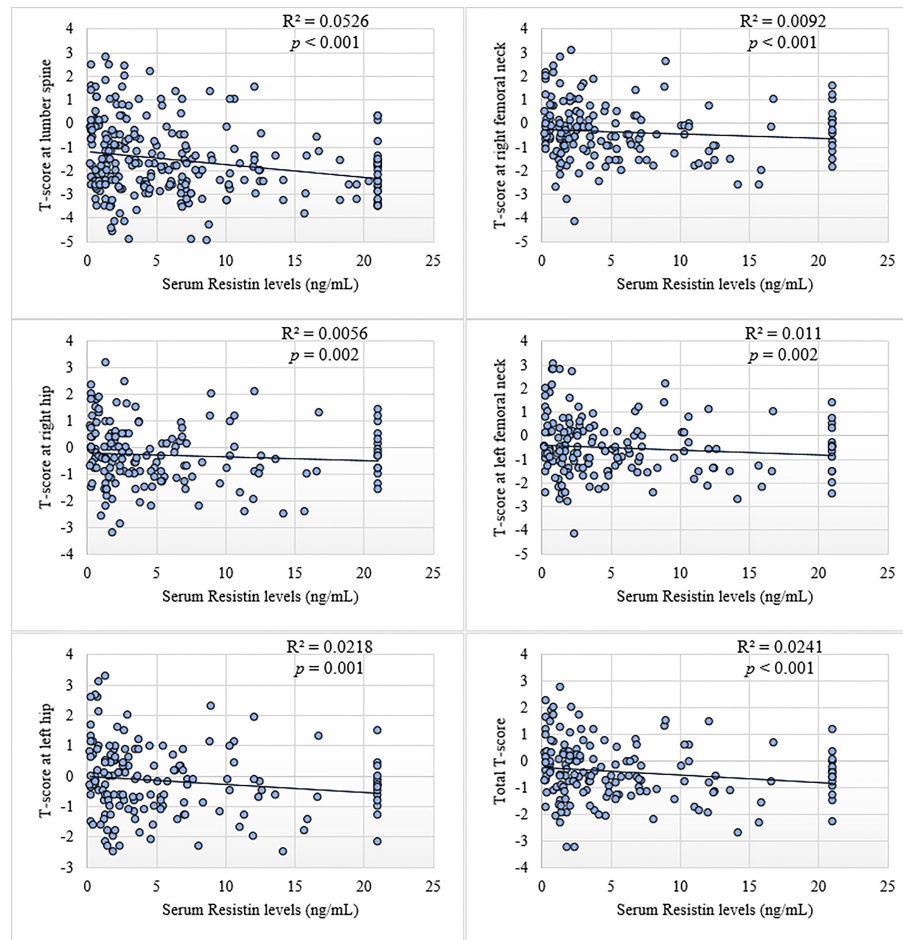 R² = 0.0526
p < 0.001
T-score at lumber spine
4
3
2
1
0
-1
-2
-3
-4
-5
0 5 10 15 20 25
Serum Resistin levels (ng/mL)
R² = 0.0092
p < 0.001
T-score at right femoral neck
4
3
2
1
0
-1
-2
-3
-4
-5
0 5 10 15 20 25
Serum Resistin levels (ng/mL)
R² = 0.0056
p = 0.002
T-score at right hip
4
3
2
1
0
-1
-2
-3
-4
0 5 10 15 20 25
Serum Resistin levels (ng/mL)
R² = 0.011
p = 0.002
T-score at left femoral neck
4
3
2
1
0
-1
-2
-3
-4
-5
0 5 10 15 20 25
Serum Resistin levels (ng/mL)
R² = 0.0218
p = 0.001
T-score at left hip
4
3
2
1
0
-1
-2
-3
0 5 10 15 20 25
Serum Resistin levels (ng/mL)
R² = 0.0241
p < 0.001
Total T-score
4
3
2
1
0
-1
-2
-3
-4
0 5 10 15 20 25
Serum Resistin levels (ng/mL)